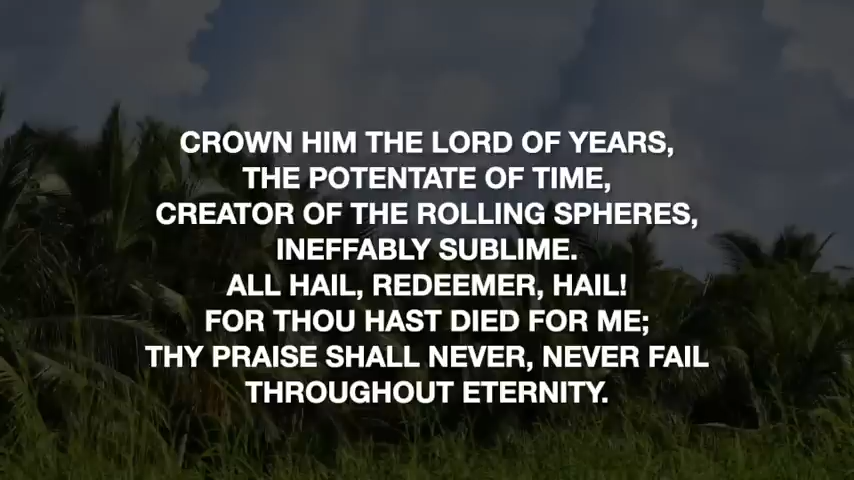 CROWN HIM THE LORD OF YEARS,
THE POTENTATE OF TIME,
CREATOR OF THE ROLLING SPHERES,
INEFFABLY SUBLIME.
ALL HAIL, REDEEMER, HAIL!
FOR THOU HAST DIED FOR ME;
THY PRAISE SHALL NEVER, NEVER FAIL
THROUGHOUT ETERNITY.